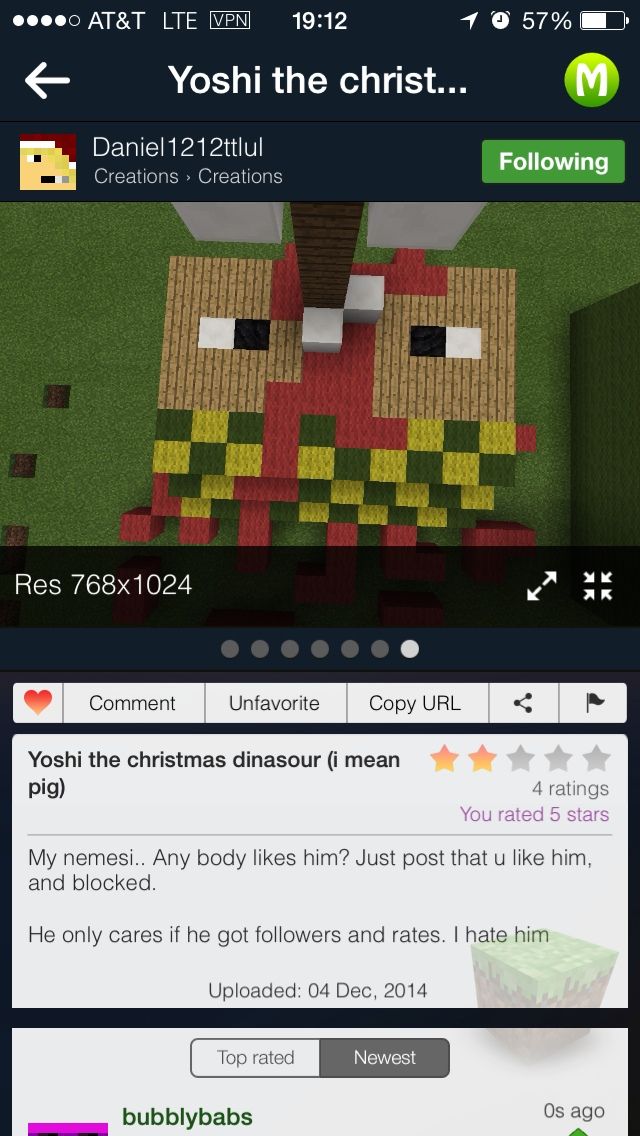 AT&T LTE VPN 19:12 57%
Yoshi the christ... M
Daniel1212ttlul
Creations › Creations
Following
Res 768x1024
Comment Unfavorite Copy URL
Yoshi the christmas dinasour (i mean
pig)
4 ratings
You rated 5 stars
My nemesi.. Any body likes him? Just post that u like him,
and blocked.
He only cares if he got followers and rates. I hate him
Uploaded: 04 Dec, 2014
Top rated Newest
bubblybabs 0s ago